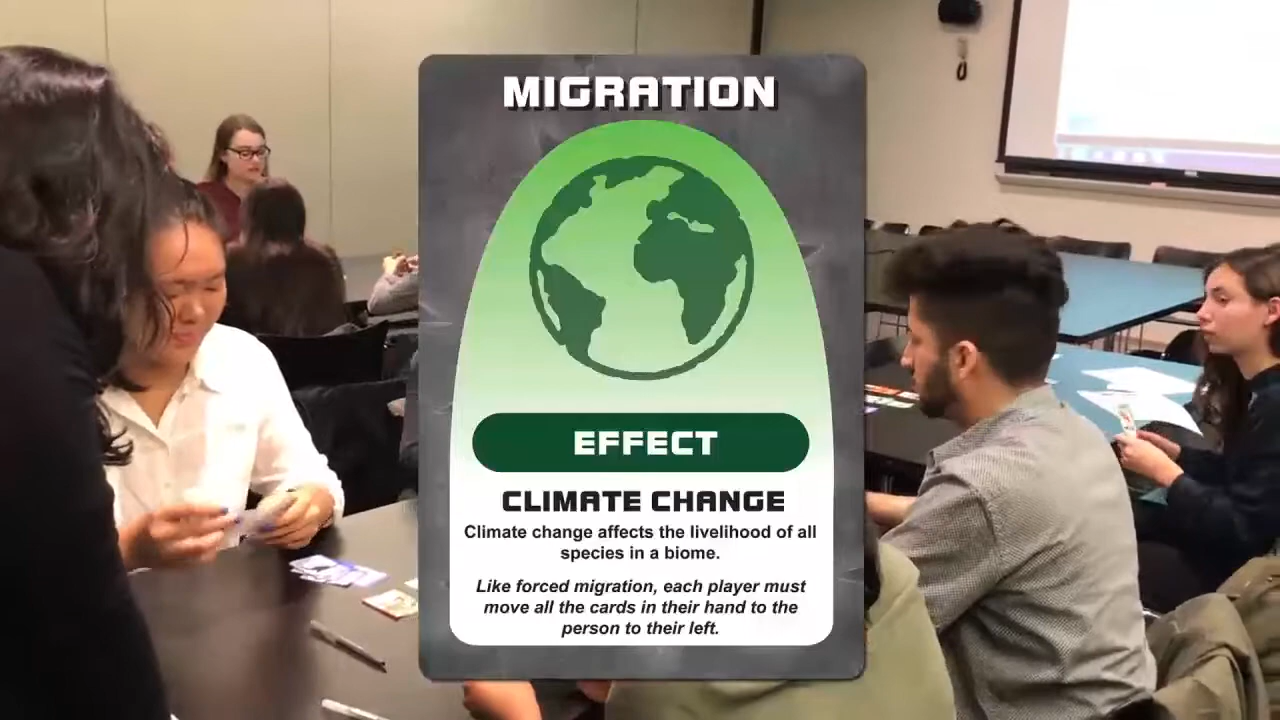 MIGRATION
EFFECT
CLIMATE CHANGE
Climate change affects the livelihood of all
species in a biome.
Like forced migration, each player must
move all the cards in their hand to the
person to their left.